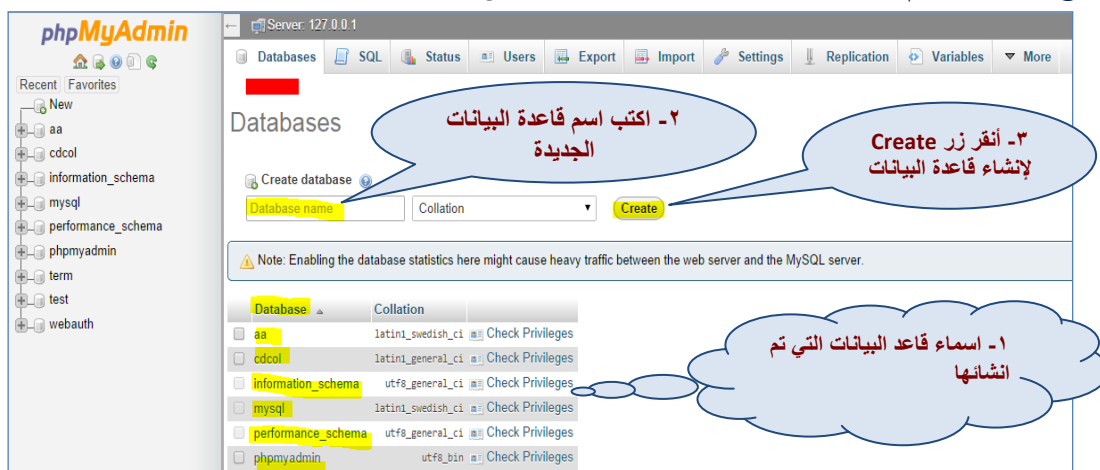 phpMyAdmin
Recent Favorites
New
aa
cdcol
information_schema
mysql
performance_schema
phpmyadmin
term
test
webauth
Server: 127.0.0.1
Databases SQL Status Users Export Import Settings Replication Variables More
Databases
٢- اكتب اسم قاعدة البيانات
الجديدة
٣- أنقر زر Create
لإنشاء قاعدة البيانات
Create database
Database name Collation Create
Note: Enabling the database statistics here might cause heavy traffic between the web server and the MySQL server.
Database Collation
aa latin1_swedish_ci Check Privileges
cdcol latin1_general_ci Check Privileges
information_schema utf8_general_ci Check Privileges
mysql latin1_swedish_ci Check Privileges
performance_schema utf8_general_ci Check Privileges
phpmyadmin utf8_bin Check Privileges
١- اسماء قاعد البيانات التي تم
انشائها